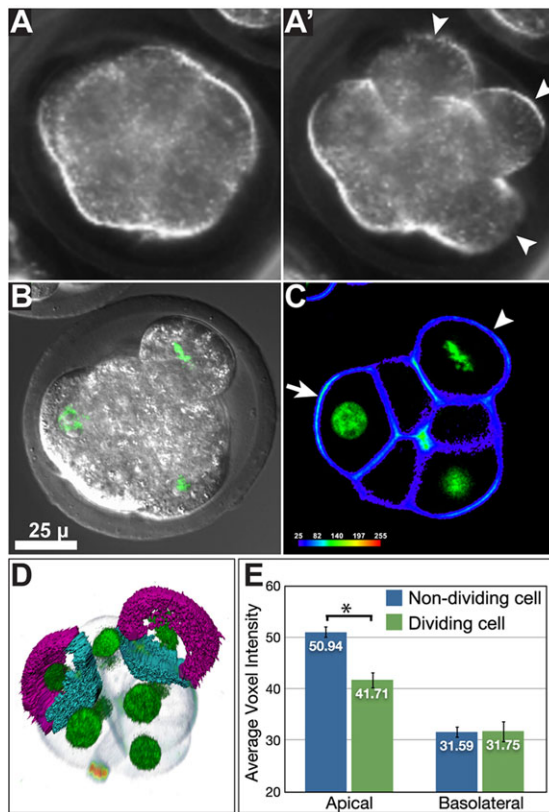 A
A'
B
25 µ
C
25 82 140 197 255
D
E
Non-dividing cell
Dividing cell
*
Average Voxel Intensity
60
50
40
30
20
50.94
41.71
31.59
31.75
Apical
Basolateral